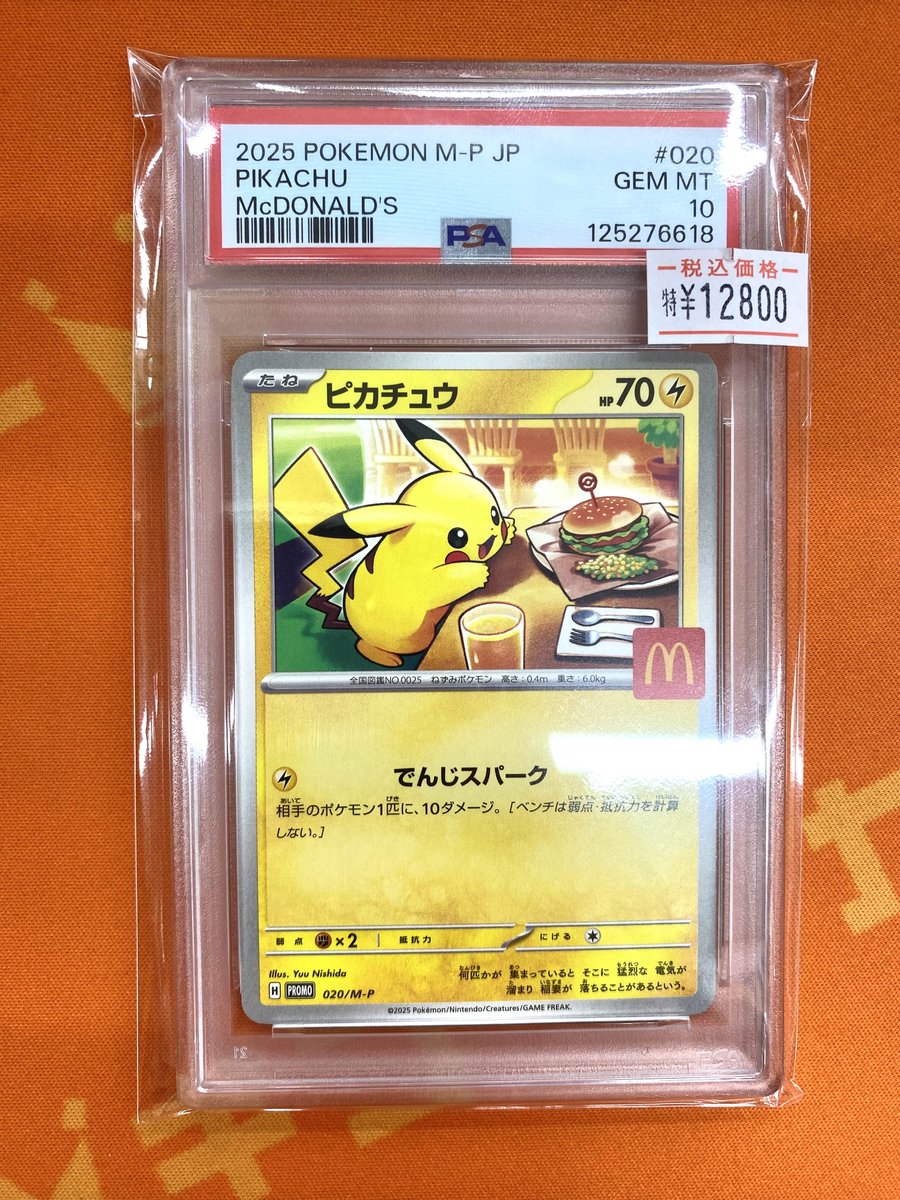 2025 POKEMON M-P JP #020
PIKACHU GEM MT
McDONALD'S 10
PSA 125276618
税込価格
特¥12800
たね ピカチュウ HP70
全国図鑑NO.0025 ねずみポケモン 高さ:0.4m 重さ:6.0kg
でんじスパーク
相手のポケモン1匹に、10ダメージ。[ベンチは弱点・抵抗力を計算
しない。]
弱点 ×2 抵抗力 にげる
Illus. Yuu Nishida
何匹かが 集まっていると そこに 猛烈な 電気が
溜まり 稲妻が 落ちることがあるという。
H PROMO 020/M-P
©2025 Pokémon/Nintendo/Creatures/GAME FREAK.